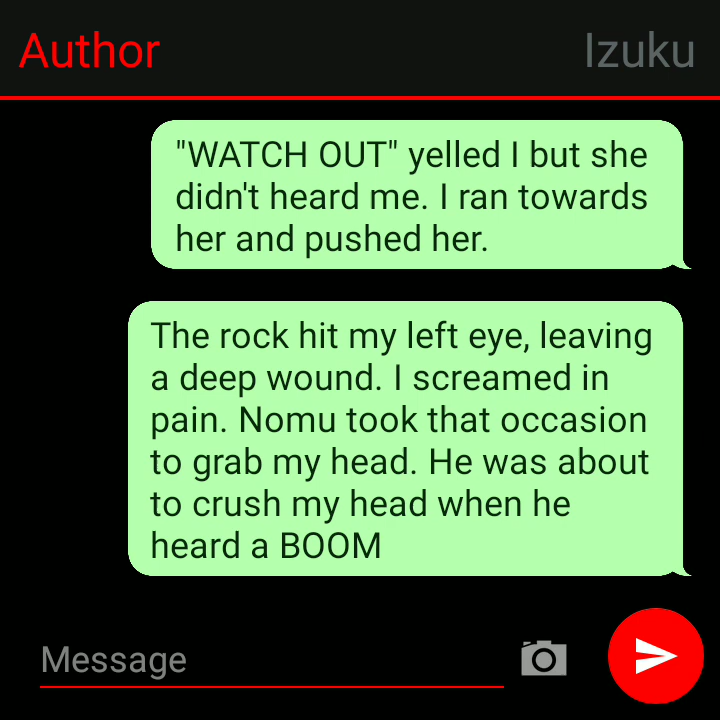 Author
Izuku
"WATCH OUT" yelled I but she
didn't heard me. I ran towards
her and pushed her.
The rock hit my left eye, leaving
a deep wound. I screamed in
pain. Nomu took that occasion
to grab my head. He was about
to crush my head when he
heard a BOOM
Message